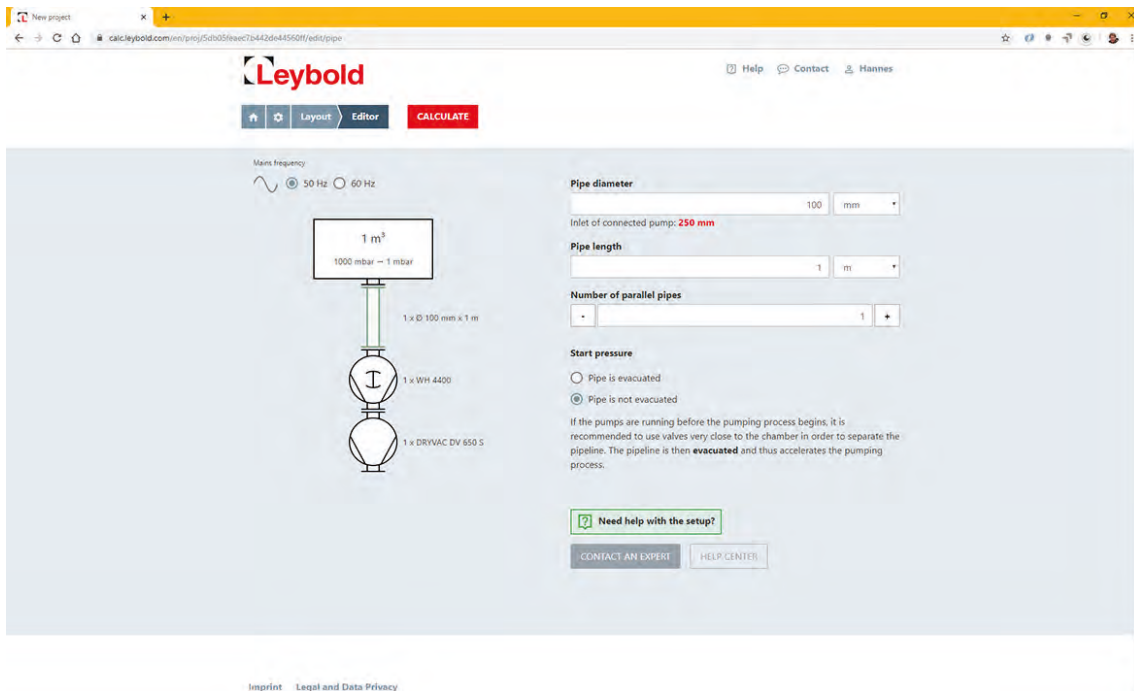 New project
calc.leybold.com/en/proj/5db05feaec7b442de44560ff/edit/pipe
Leybold
Help Contact Hannes
Layout Editor CALCULATE
Mains frequency
50 Hz 60 Hz
1 m³
1000 mbar → 1 mbar
1 x Ø 100 mm x 1 m
1 x WH 4400
1 x DRYVAC DV 650 S
Pipe diameter
100 mm
Inlet of connected pump: 250 mm
Pipe length
1 m
Number of parallel pipes
- 1 +
Start pressure
Pipe is evacuated
Pipe is not evacuated
If the pumps are running before the pumping process begins, it is
recommended to use valves very close to the chamber in order to separate the
pipeline. The pipeline is then evacuated and thus accelerates the pumping
process.
Need help with the setup?
CONTACT AN EXPERT HELP CENTER
Imprint Legal and Data Privacy